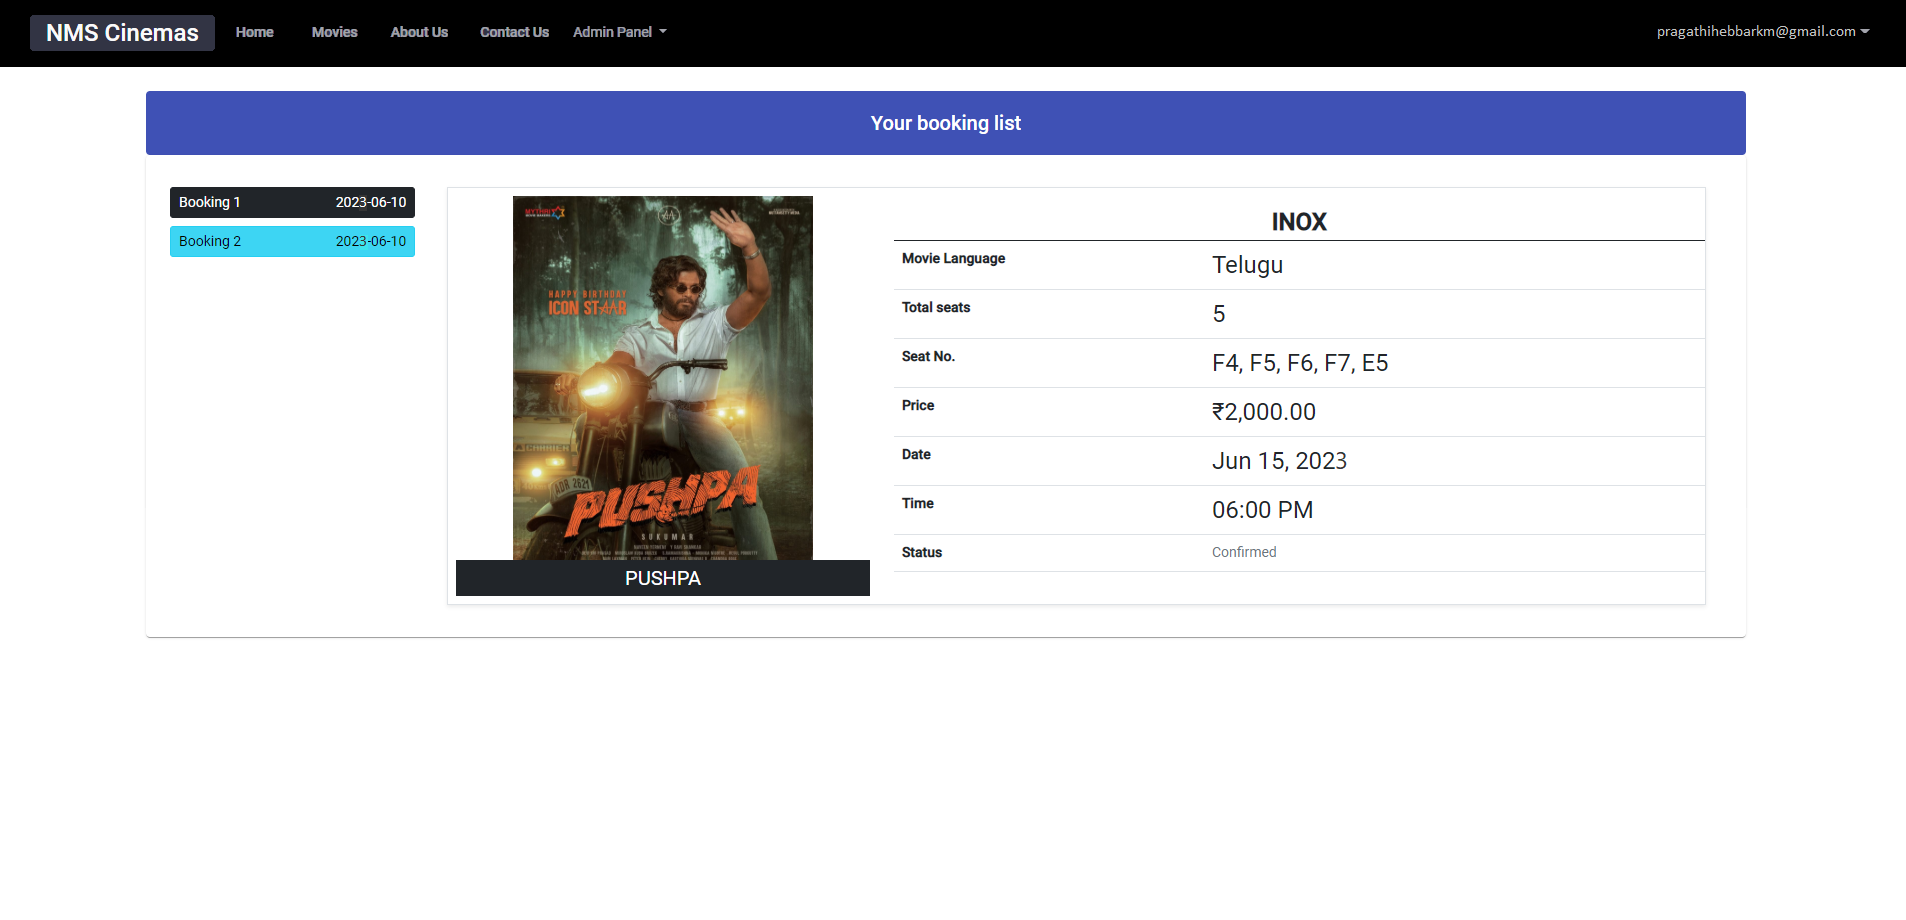 NMS Cinemas Home Movies About Us Contact Us Admin Panel pragathihebbarkm@gmail.com
Your booking list
Booking 1 2023-06-10
Booking 2 2023-06-10
HAPPY BIRTHDAY
ICON STAAR
ADR 2621
PUSHPA
SUKUMAR
PUSHPA
INOX
Movie Language Telugu
Total seats 5
Seat No. F4, F5, F6, F7, E5
Price ₹2,000.00
Date Jun 15, 2023
Time 06:00 PM
Status Confirmed